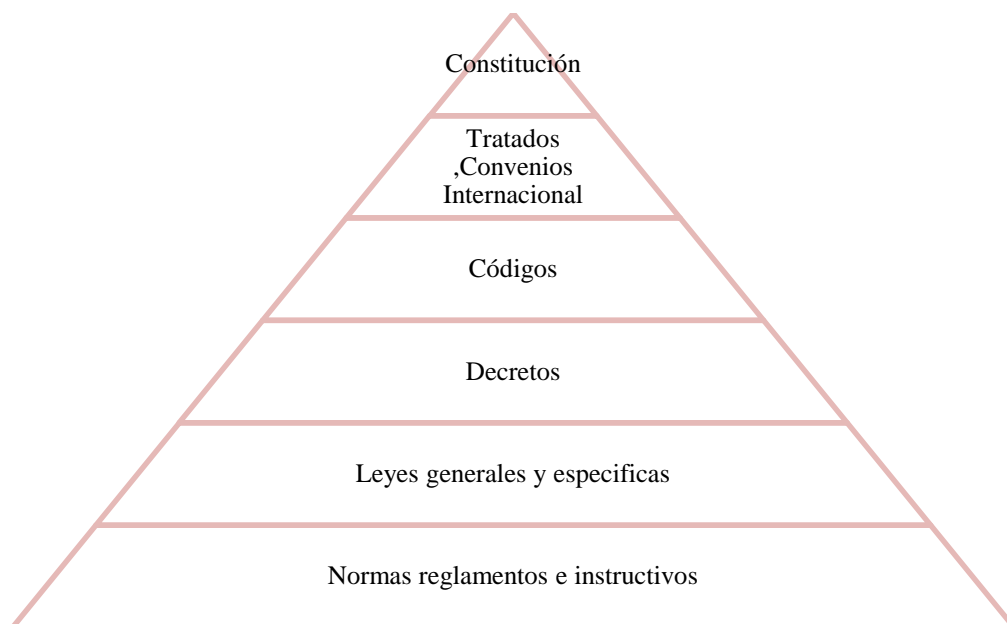 Constitución
Tratados
,Convenios
Internacional
Códigos
Decretos
Leyes generales y especificas
Normas reglamentos e instructivos